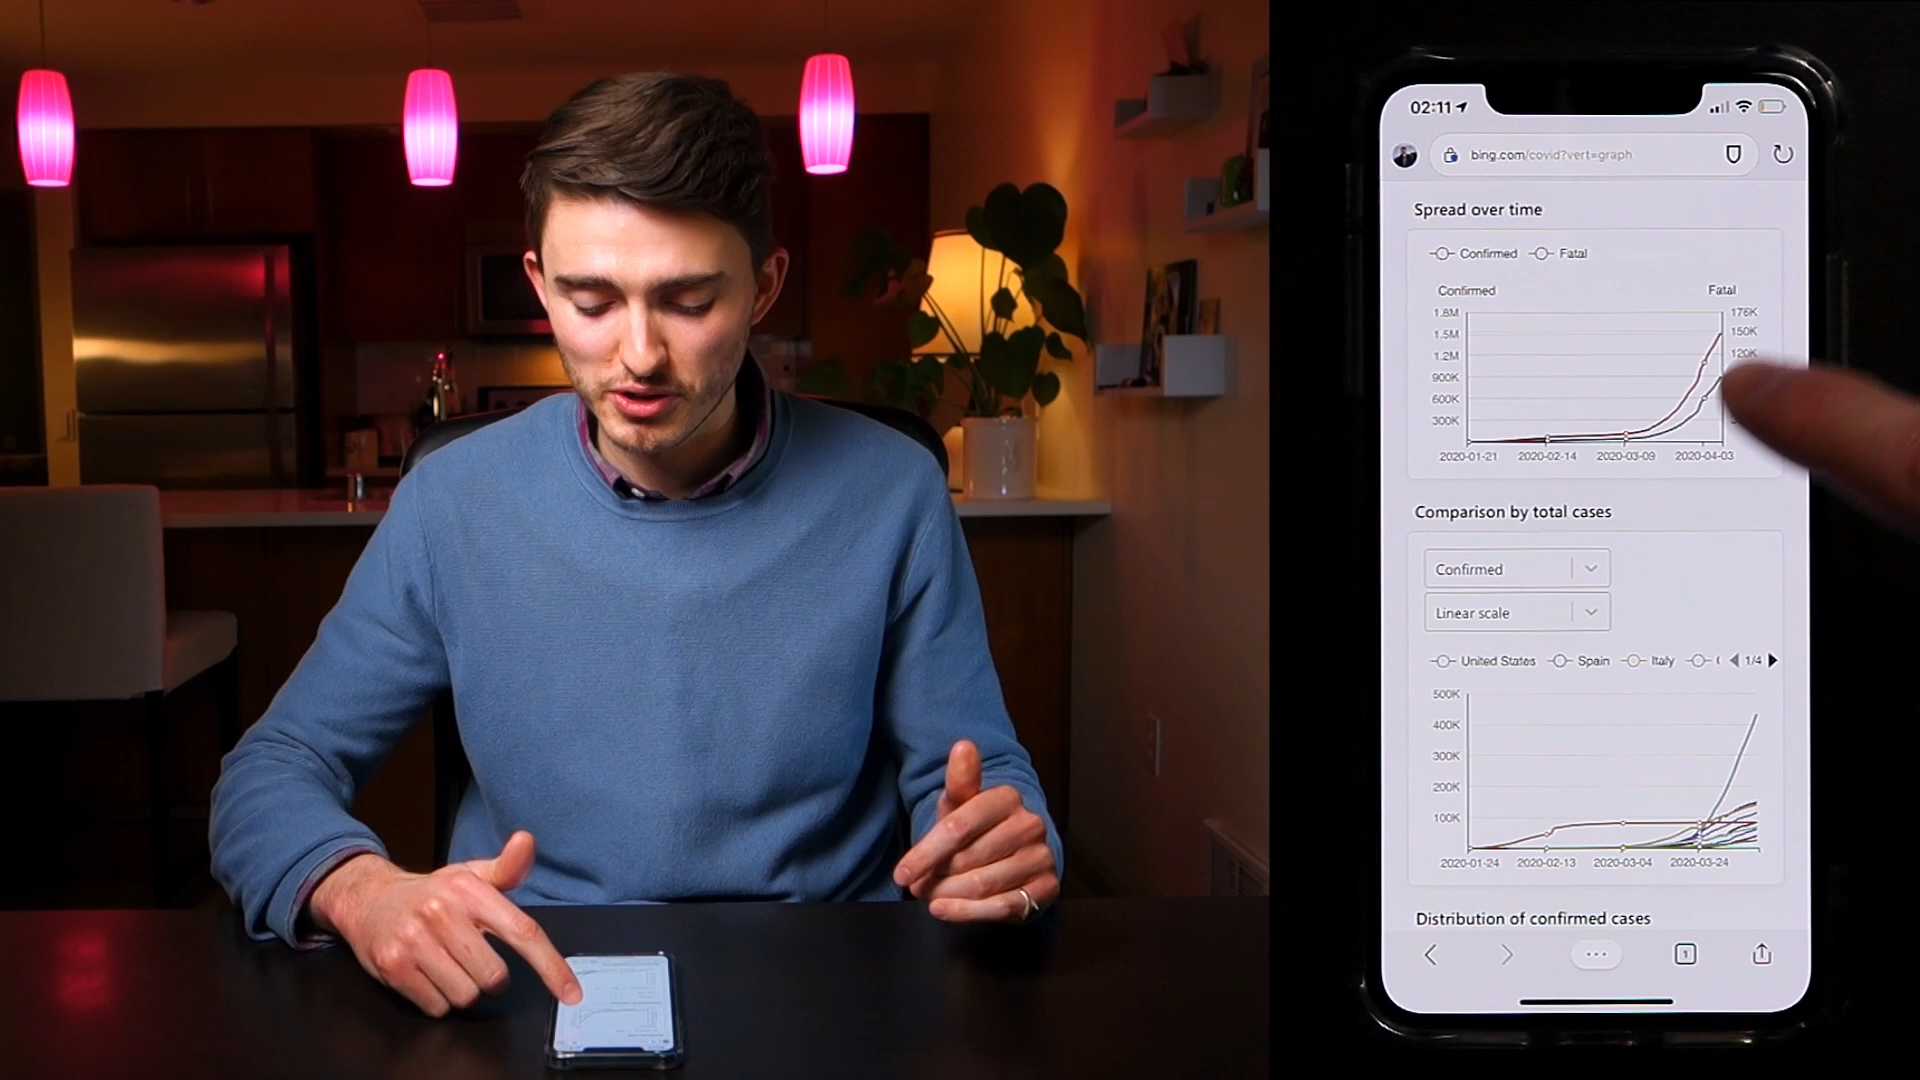 02:11
bing.com/covid?vert=graph
Spread over time
Confirmed Fatal
Confirmed Fatal
1.8M 176K
1.5M 150K
1.2M 120K
900K
600K
300K
2020-01-21 2020-02-14 2020-03-09 2020-04-03
Comparison by total cases
Confirmed
Linear scale
United States Spain Italy 1/4
500K
400K
300K
200K
100K
2020-01-24 2020-02-13 2020-03-04 2020-03-24
Distribution of confirmed cases
1